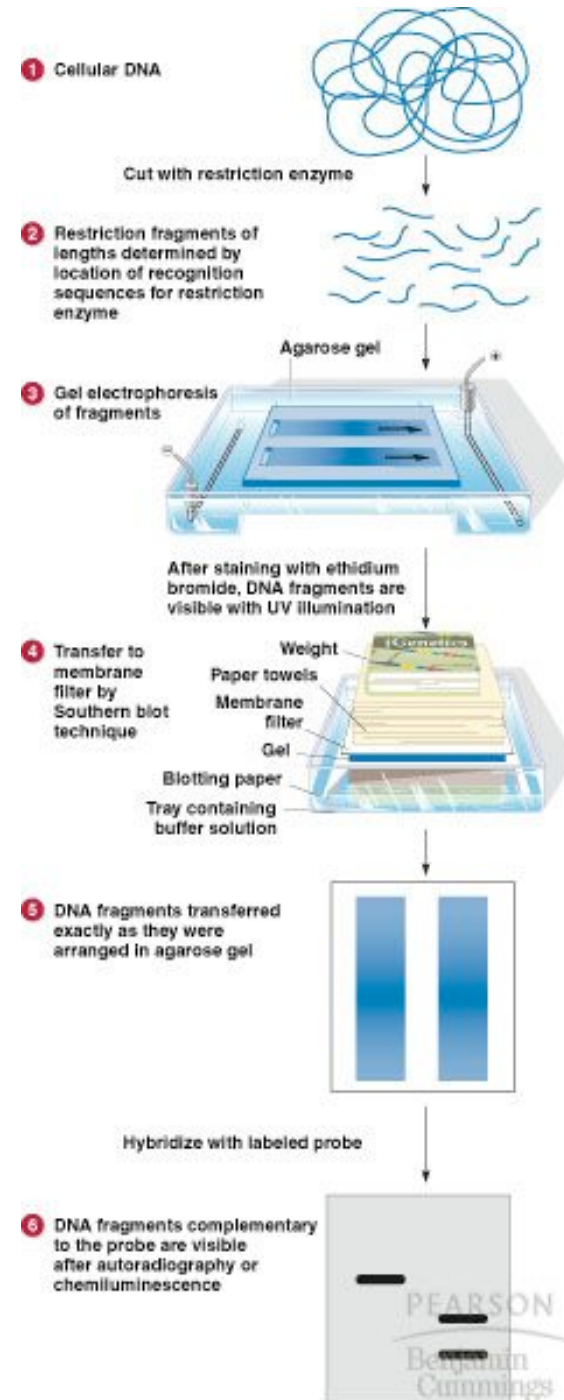 1 Cellular DNA
Cut with restriction enzyme
2 Restriction fragments of
lengths determined by
location of recognition
sequences for restriction
enzyme
Agarose gel
+
3 Gel electrophoresis
of fragments
−
After staining with ethidium
bromide, DNA fragments are
visible with UV illumination
4 Transfer to
membrane
filter by
Southern blot
technique
iGenetics
Weight
Paper towels
Membrane
filter
Gel
Blotting paper
Tray containing
buffer solution
5 DNA fragments transferred
exactly as they were
arranged in agarose gel
Hybridize with labeled probe
6 DNA fragments complementary
to the probe are visible
after autoradiography or
chemiluminescence
PEARSON
Benjamin
Cummings